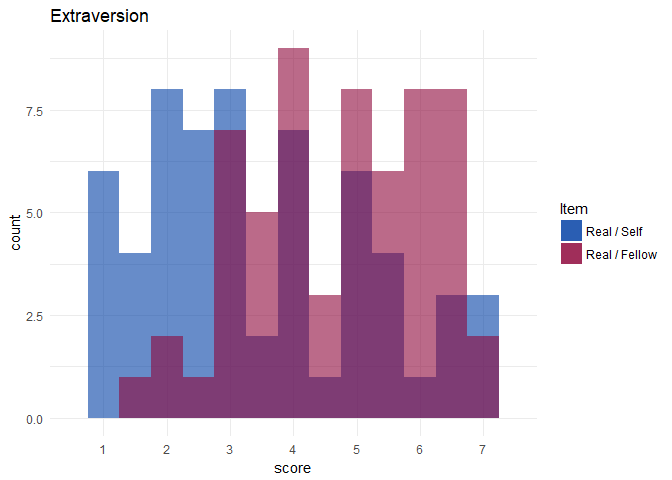 Extraversion
7.5
5.0
2.5
0.0
count
1 2 3 4 5 6 7
score
Item
Real / Self
Real / Fellow